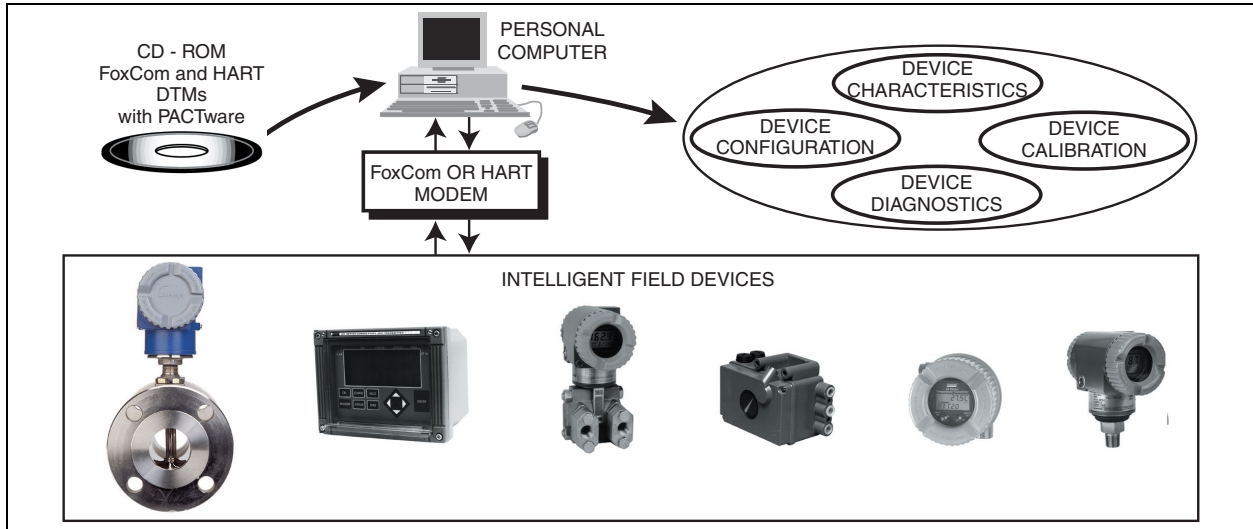 CD - ROM
FoxCom and HART
DTMs
with PACTware
PERSONAL
COMPUTER
DEVICE
CHARACTERISTICS
DEVICE
CONFIGURATION
DEVICE
CALIBRATION
DEVICE
DIAGNOSTICS
FoxCom OR HART
MODEM
INTELLIGENT FIELD DEVICES